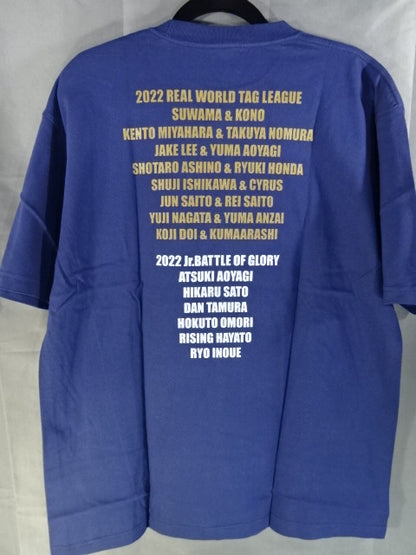 2022 REAL WORLD TAG LEAGUE
SUWAMA & KONO
KENTO MIYAHARA & TAKUYA NOMURA
JAKE LEE & YUMA AOYAGI
SHOTARO ASHINO & RYUKI HONDA
SHUJI ISHIKAWA & CYRUS
JUN SAITO & REI SAITO
YUJI NAGATA & YUMA ANZAI
KOJI DOI & KUMAARASHI
2022 Jr.BATTLE OF GLORY
ATSUKI AOYAGI
HIKARU SATO
DAN TAMURA
HOKUTO OMORI
RISING HAYATO
RYO INOUE